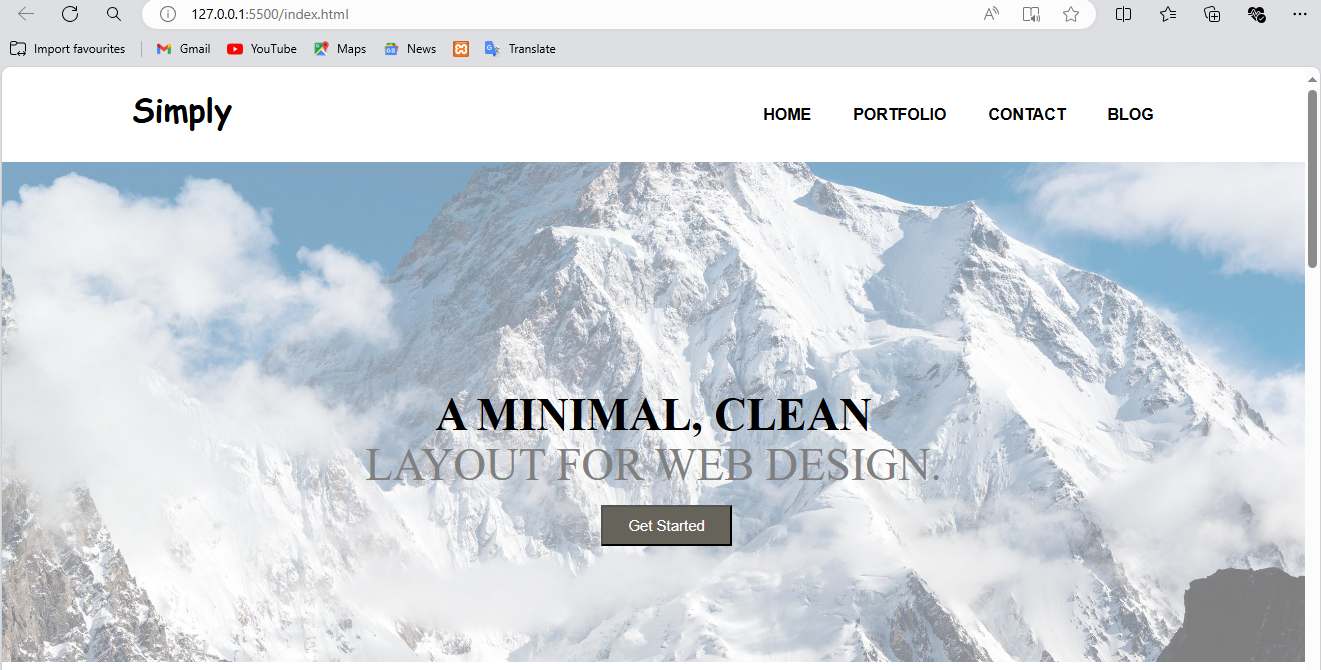 127.0.0.1:5500/index.html
Import favourites Gmail YouTube Maps News Translate
Simply HOME PORTFOLIO CONTACT BLOG
A MINIMAL, CLEAN
LAYOUT FOR WEB DESIGN.
Get Started